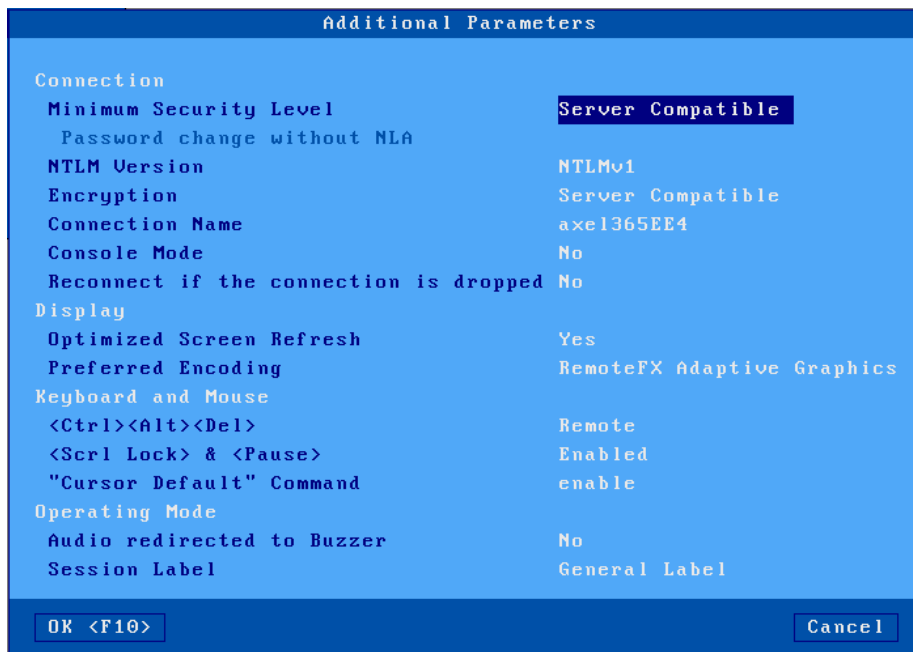 Additional Parameters
Connection
Minimum Security Level Server Compatible
Password change without NLA
NTLM Version NTLMv1
Encryption Server Compatible
Connection Name axel365EE4
Console Mode No
Reconnect if the connection is dropped No
Display
Optimized Screen Refresh Yes
Preferred Encoding RemoteFX Adaptive Graphics
Keyboard and Mouse
<Ctrl><Alt><Del> Remote
<Scrl Lock> & <Pause> Enabled
"Cursor Default" Command enable
Operating Mode
Audio redirected to Buzzer No
Session Label General Label
OK <F10> Cancel